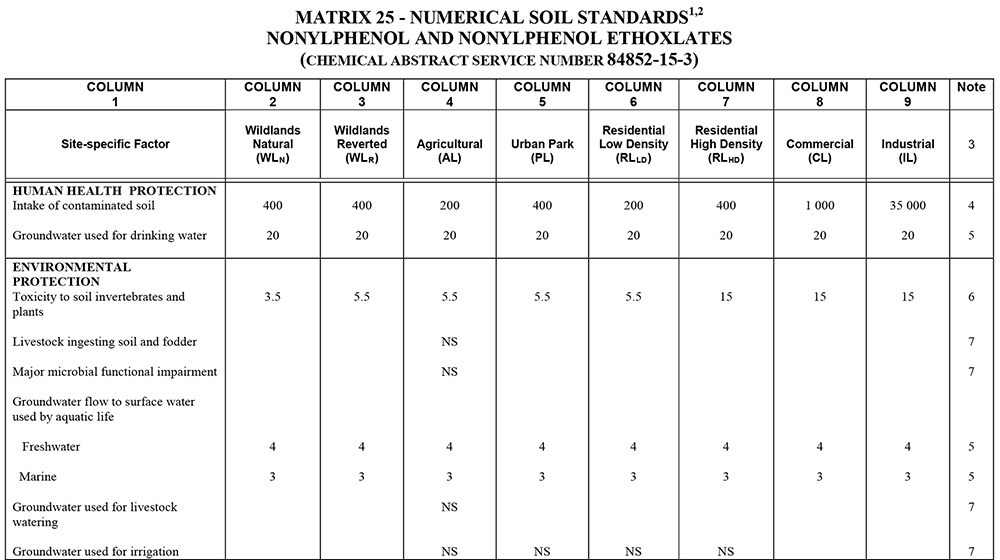 MATRIX 25 - NUMERICAL SOIL STANDARDS1,2
NONYLPHENOL AND NONYLPHENOL ETHOXLATES
(CHEMICAL ABSTRACT SERVICE NUMBER 84852-15-3)
COLUMN 1 COLUMN 2 COLUMN 3 COLUMN 4 COLUMN 5 COLUMN 6 COLUMN 7 COLUMN 8 COLUMN 9 Note
Site-specific Factor Wildlands Natural (WLN) Wildlands Reverted (WLR) Agricultural (AL) Urban Park (PL) Residential Low Density (RLLD) Residential High Density (RLHD) Commercial (CL) Industrial (IL) 3
HUMAN HEALTH PROTECTION
Intake of contaminated soil 400 400 200 400 200 400 1 000 35 000 4
Groundwater used for drinking water 20 20 20 20 20 20 20 20 5
ENVIRONMENTAL
PROTECTION
Toxicity to soil invertebrates and 3.5 5.5 5.5 5.5 5.5 15 15 15 6
plants
Livestock ingesting soil and fodder NS 7
Major microbial functional impairment NS 7
Groundwater flow to surface water
used by aquatic life
Freshwater 4 4 4 4 4 4 4 4 5
Marine 3 3 3 3 3 3 3 3 5
Groundwater used for livestock NS 7
watering
Groundwater used for irrigation NS NS NS NS 7